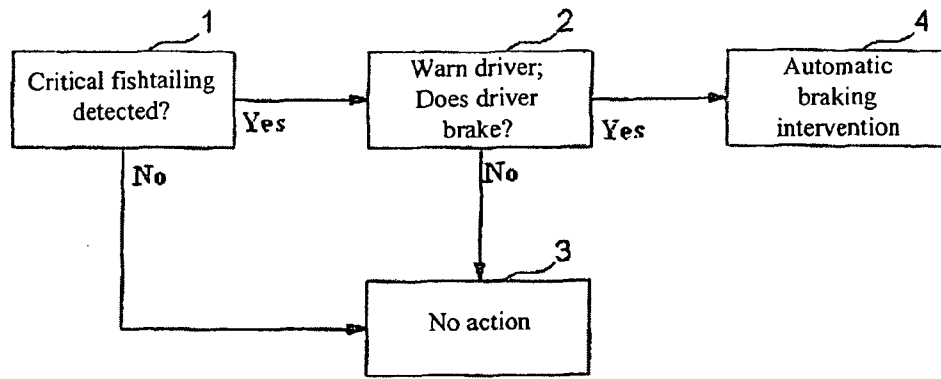 1
Critical fishtailing
detected?
Yes
No
2
Warn driver;
Does driver
brake?
Yes
No
4
Automatic
braking
intervention
3
No action